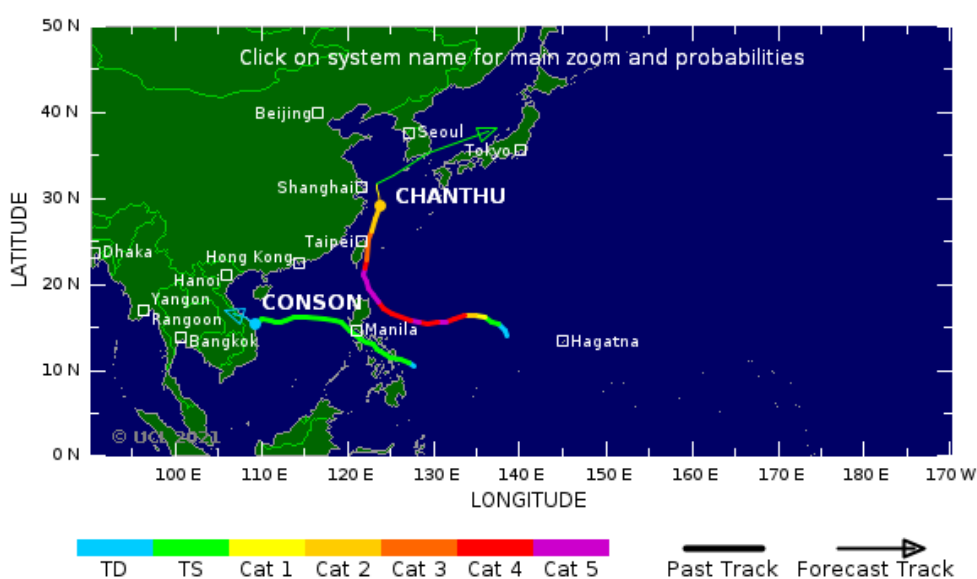 50 N
Click on system name for main zoom and probabilities
40 N
Beijing
Seoul
Tokyo
Shanghai
30 N
CHANTHU
Taipei
Dhaka
Hong Kong
20 N
Hanoi
CONSON
Yangon
Rangoon
Manila
Bangkok
Hagatna
10 N
© UCL 2021
0 N
LATITUDE
100 E 110 E 120 E 130 E 140 E 150 E 160 E 170 E 180 E 170 W
LONGITUDE
TD TS Cat 1 Cat 2 Cat 3 Cat 4 Cat 5 Past Track Forecast Track